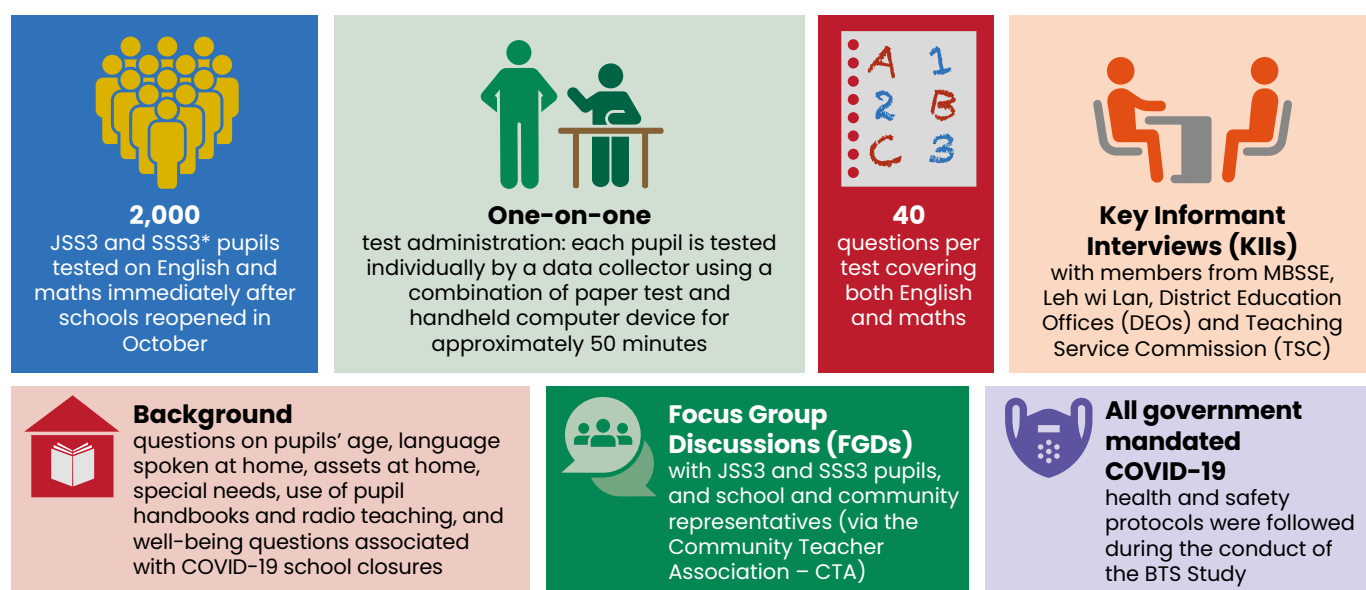 2,000
JSS3 and SSS3* pupils
tested on English and
maths immediately after
schools reopened in
October
One-on-one
test administration: each pupil is tested
individually by a data collector using a
combination of paper test and
handheld computer device for
approximately 50 minutes
A 1
2 B
C 3
40
questions per
test covering
both English
and maths
Key Informant
Interviews (KIIs)
with members from MBSSE,
Leh wi Lan, District Education
Offices (DEOs) and Teaching
Service Commission (TSC)
Background
questions on pupils’ age, language
spoken at home, assets at home,
special needs, use of pupil
handbooks and radio teaching, and
well-being questions associated
with COVID-19 school closures
Focus Group
Discussions (FGDs)
with JSS3 and SSS3 pupils,
and school and community
representatives (via the
Community Teacher
Association – CTA)
All government
mandated
COVID-19
health and safety
protocols were followed
during the conduct of
the BTS Study